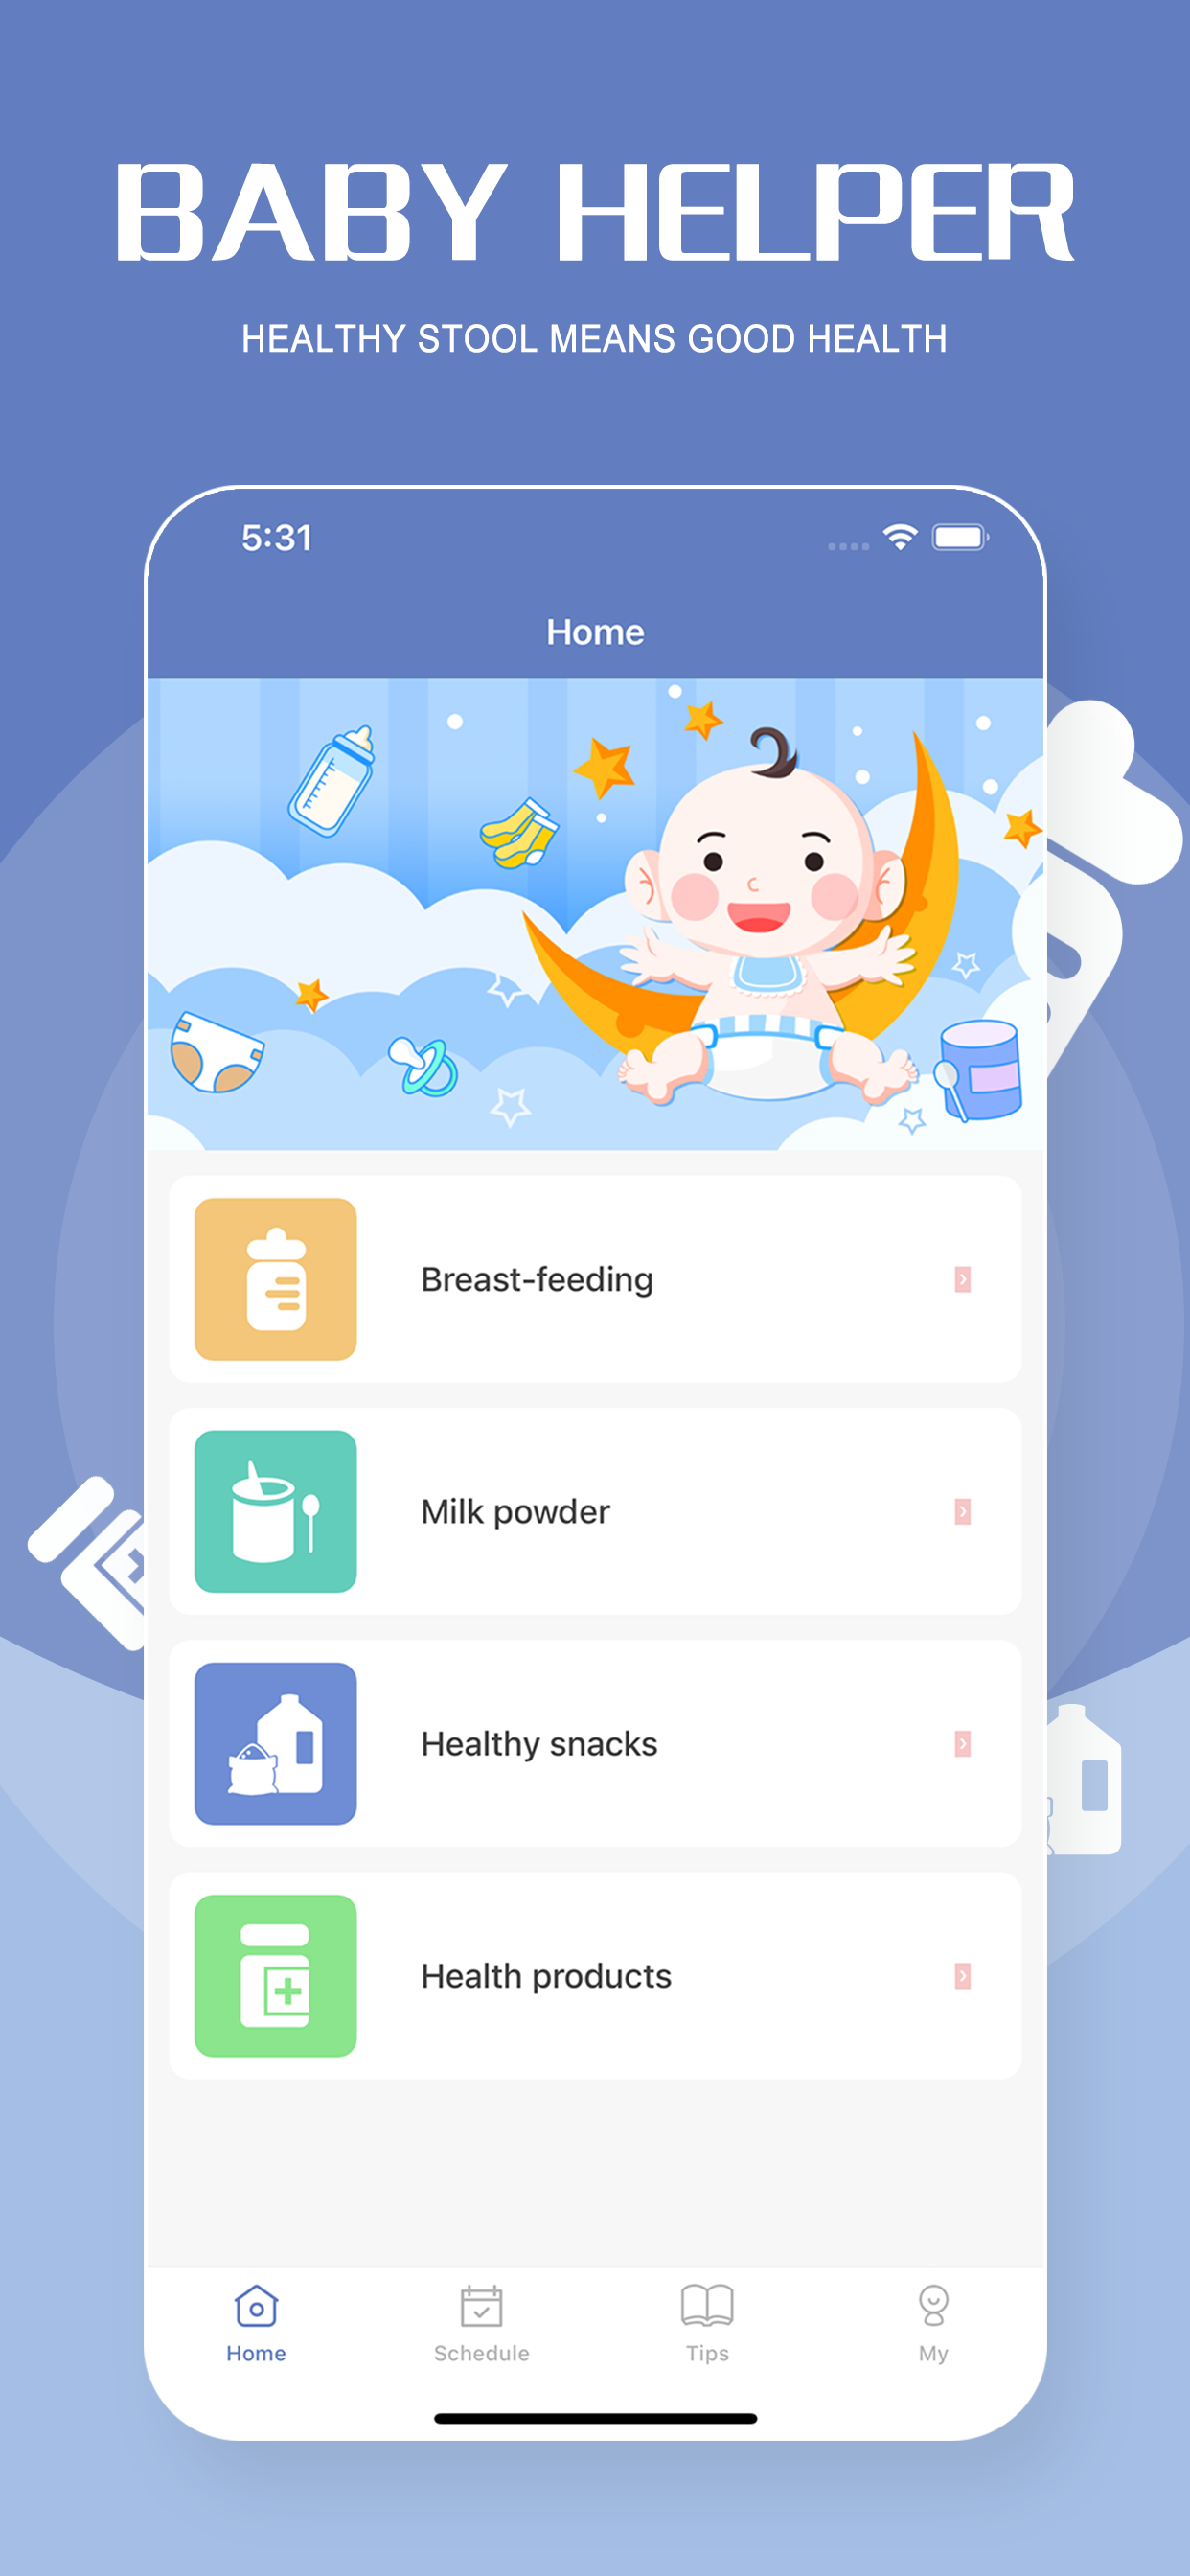 BABY HELPER
HEALTHY STOOL MEANS GOOD HEALTH
5:31
Home
Breast-feeding
Milk powder
Healthy snacks
Health products
Home
Schedule
Tips
My